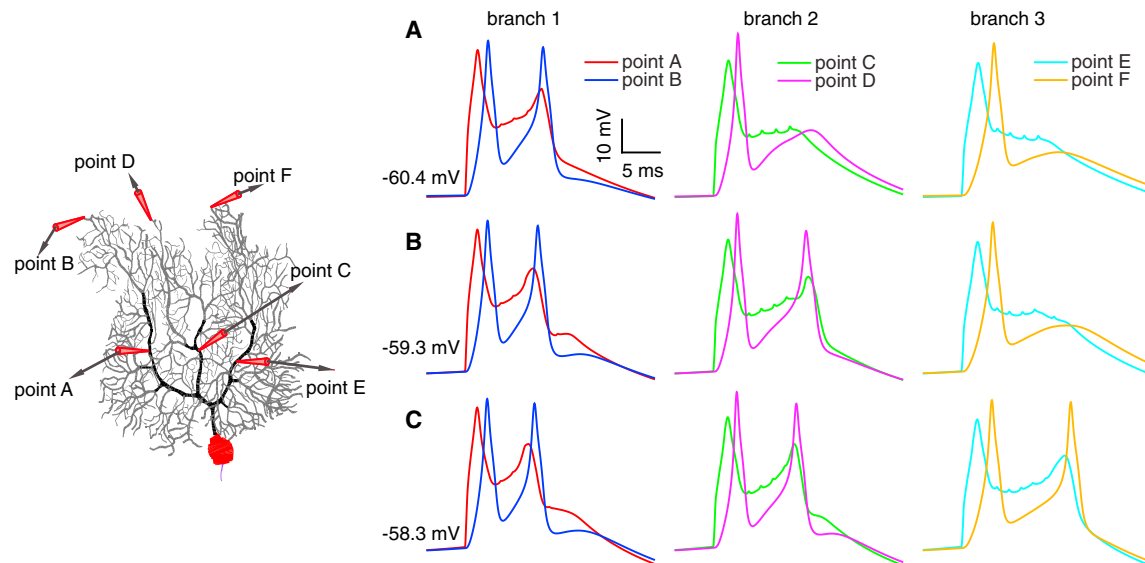 A
branch 1
branch 2
branch 3
point A
point B
point C
point D
point E
point F
10 mV
5 ms
-60.4 mV
B
-59.3 mV
C
-58.3 mV
point D
point F
point B
point C
point A
point E